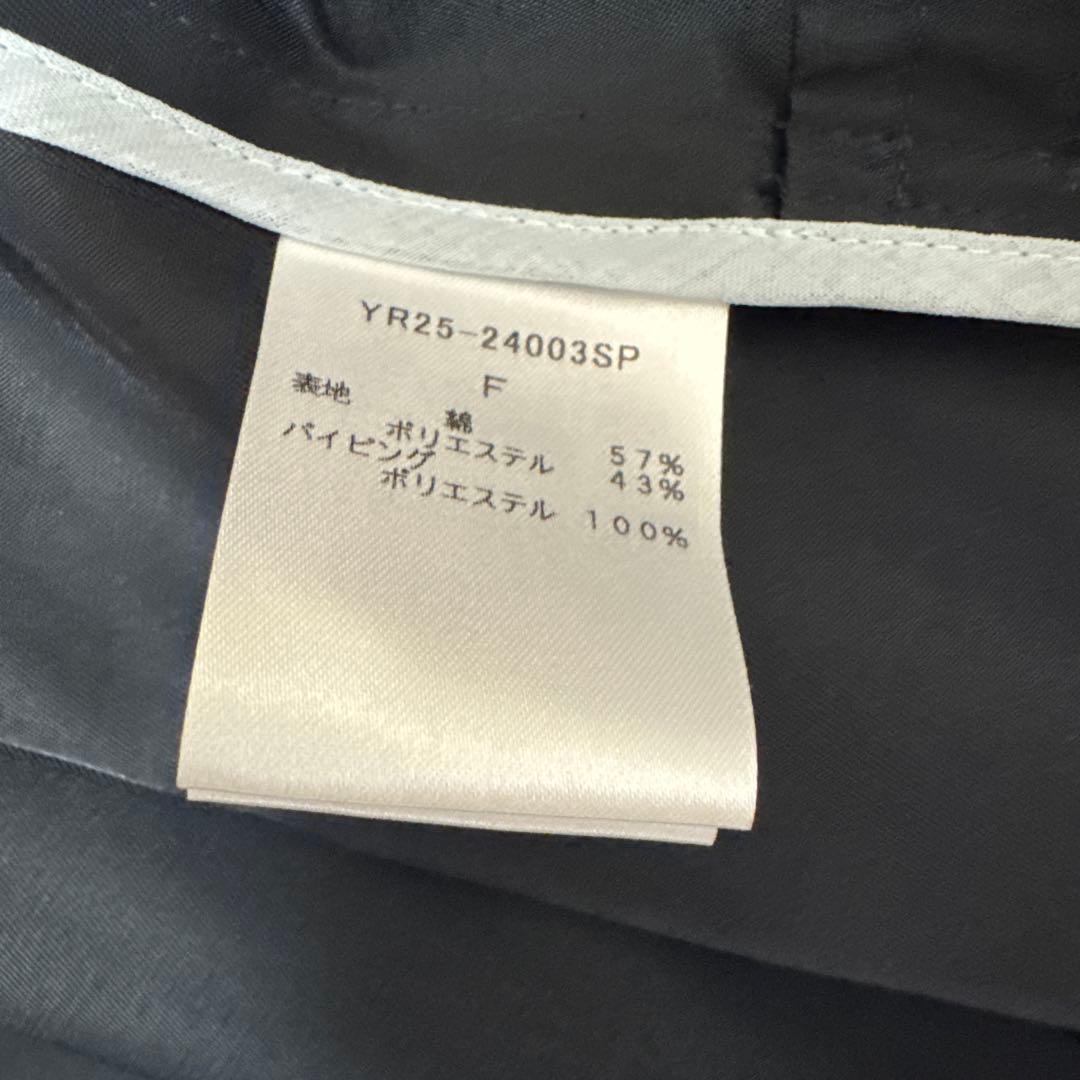 YR25-24003SP
F
表地
綿 57%
ポリエステル 43%
パイピング
ポリエステル 100%